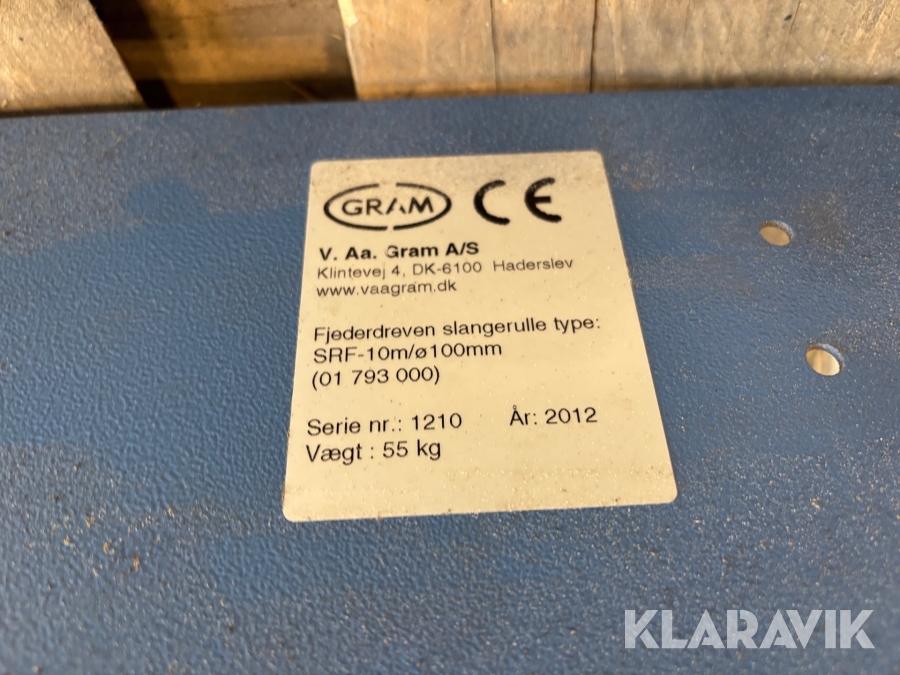 GRAM CE
V. Aa. Gram A/S
Klintevej 4, DK-6100 Haderslev
www.vaagram.dk
Fjederdreven slangerulle type:
SRF-10m/ø100mm
(01 793 000)
Serie nr.: 1210 År: 2012
Vægt : 55 kg
KLARAVIK